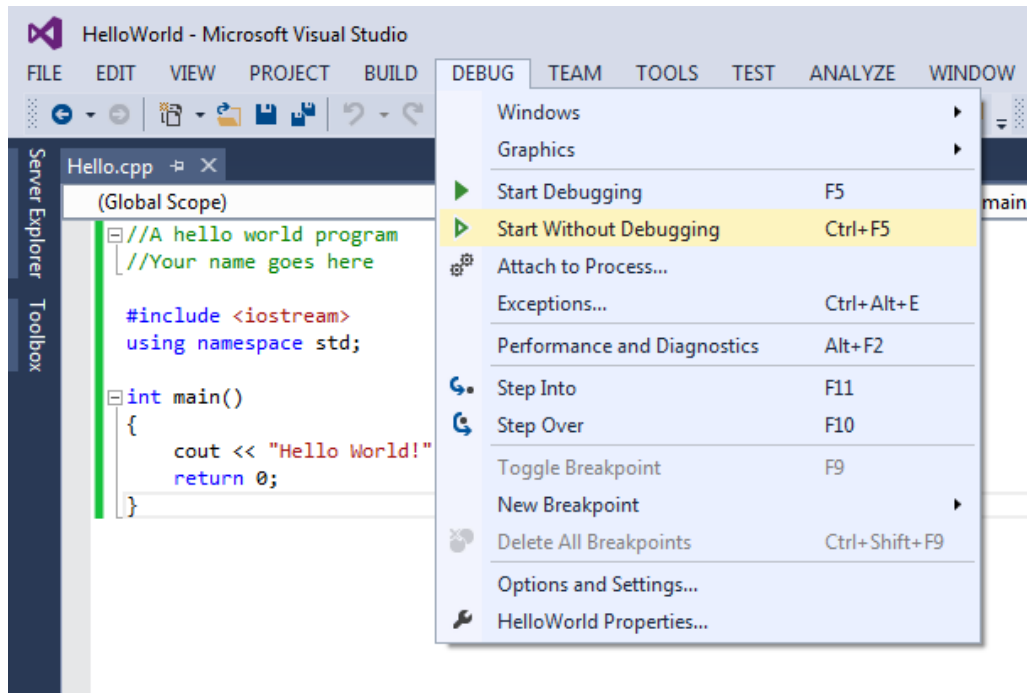 HelloWorld - Microsoft Visual Studio
FILE EDIT VIEW PROJECT BUILD DEBUG TEAM TOOLS TEST ANALYZE WINDOW
Server Explorer
Toolbox
Hello.cpp
(Global Scope)
main
//A hello world program
//Your name goes here
#include <iostream>
using namespace std;
int main()
{
cout << "Hello World!"
return 0;
}
Windows
Graphics
Start Debugging F5
Start Without Debugging Ctrl+F5
Attach to Process...
Exceptions... Ctrl+Alt+E
Performance and Diagnostics Alt+F2
Step Into F11
Step Over F10
Toggle Breakpoint F9
New Breakpoint
Delete All Breakpoints Ctrl+Shift+F9
Options and Settings...
HelloWorld Properties...